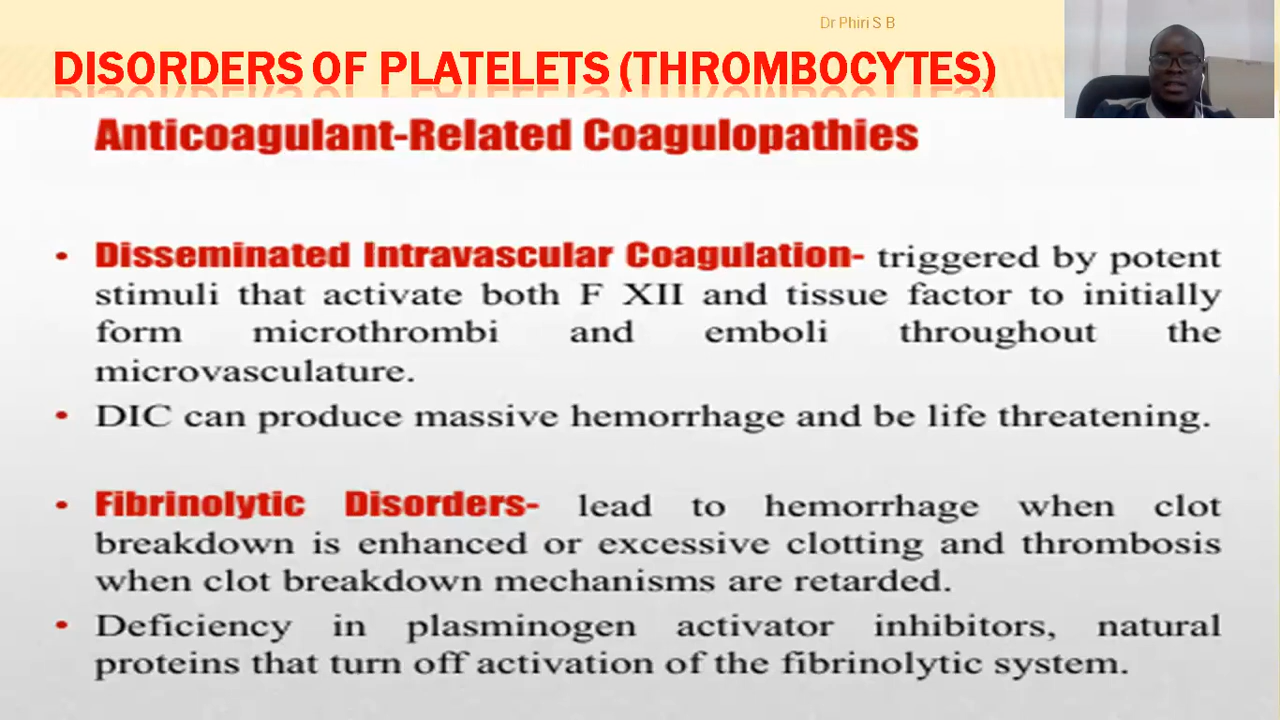 Dr Phiri S B
DISORDERS OF PLATELETS (THROMBOCYTES)
Anticoagulant-Related Coagulopathies
• Disseminated Intravascular Coagulation- triggered by potent
stimuli that activate both F XII and tissue factor to initially
form microthrombi and emboli throughout the
microvasculature.
• DIC can produce massive hemorrhage and be life threatening.
• Fibrinolytic Disorders- lead to hemorrhage when clot
breakdown is enhanced or excessive clotting and thrombosis
when clot breakdown mechanisms are retarded.
• Deficiency in plasminogen activator inhibitors, natural
proteins that turn off activation of the fibrinolytic system.